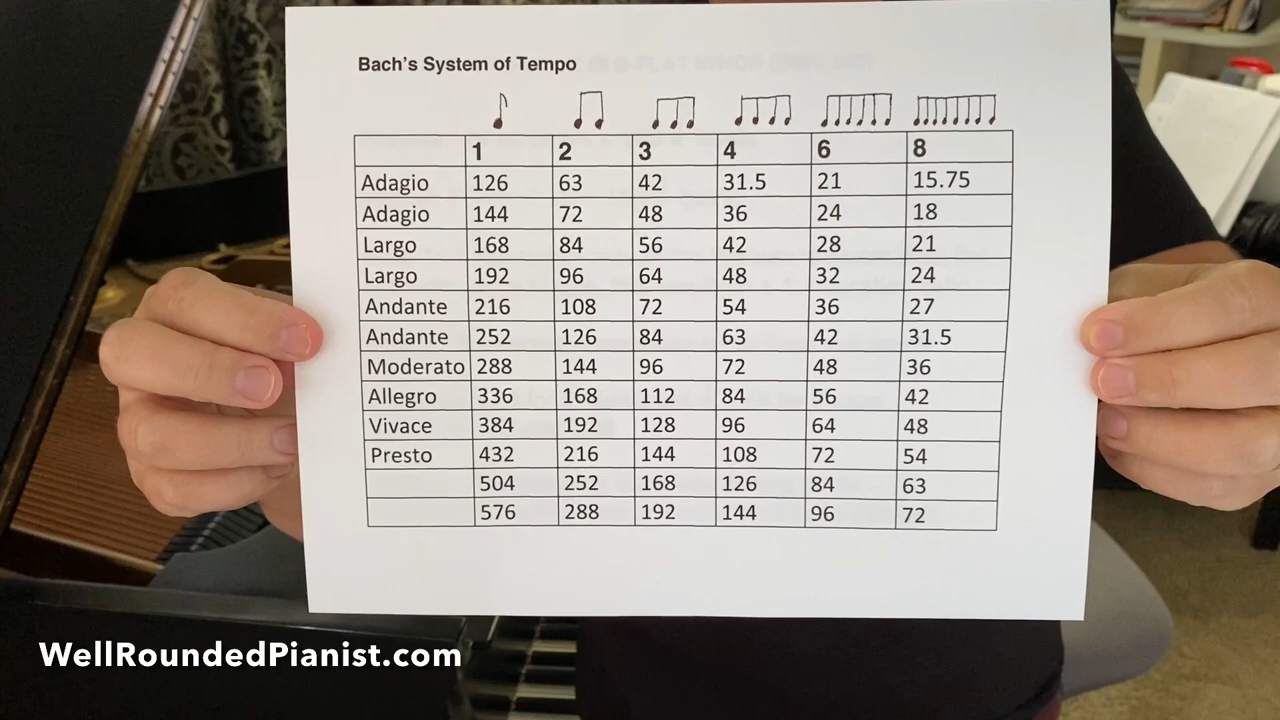 Bach's System of Tempo
1 2 3 4 6 8
Adagio 126 63 42 31.5 21 15.75
Adagio 144 72 48 36 24 18
Largo 168 84 56 42 28 21
Largo 192 96 64 48 32 24
Andante 216 108 72 54 36 27
Andante 252 126 84 63 42 31.5
Moderato 288 144 96 72 48 36
Allegro 336 168 112 84 56 42
Vivace 384 192 128 96 64 48
Presto 432 216 144 108 72 54
504 252 168 126 84 63
576 288 192 144 96 72
WellRoundedPianist.com